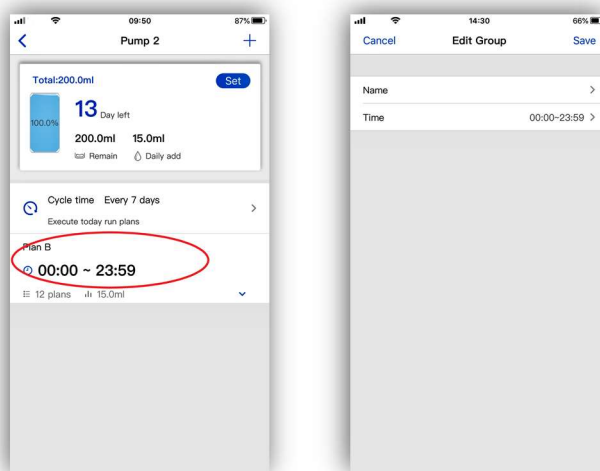 09:50
87%
Pump 2
Total:200.0ml
Set
100.0%
13 Day left
200.0ml 15.0ml
Remain Daily add
Cycle time Every 7 days
Execute today run plans
Plan B
00:00 ~ 23:59
12 plans 15.0ml
14:30
66%
Cancel Edit Group Save
Name
Time 00:00~23:59